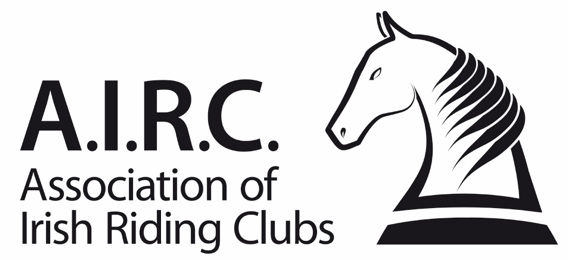 A.I.R.C.
Association of
Irish Riding Clubs